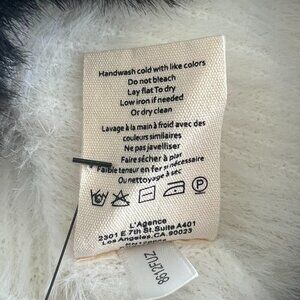 Handwash cold with like colors
Do not bleach
Lay flat To dry
Low iron if needed
Or dry clean
Lavage à la main à froid avec des
couleurs similaires
Ne pas javelliser
Faire sécher à plat
Faible teneur en fer si nécessaire
Ou nettoyage à sec
P
L'Agence
2301 E 7th St.Suite A401
Los Angeles,CA.90023
8612FUZ